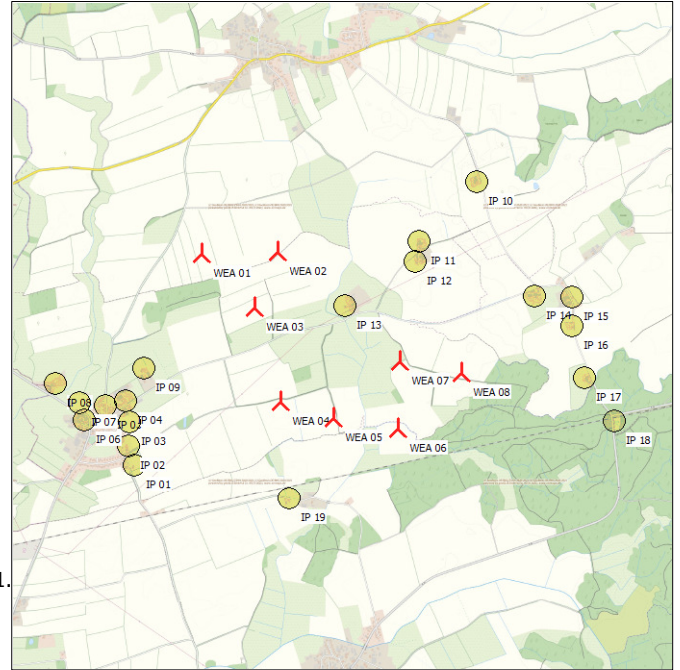 IP 10
IP 11
WEA 01
WEA 02
IP 12
IP 14
IP 15
WEA 03
IP 13
IP 16
WEA 07
IP 09
WEA 08
IP 17
IP 08
IP 07
IP 04
WEA 04
WEA 05
IP 18
IP 06
IP 03
WEA 06
IP 02
IP 01
IP 19
1.